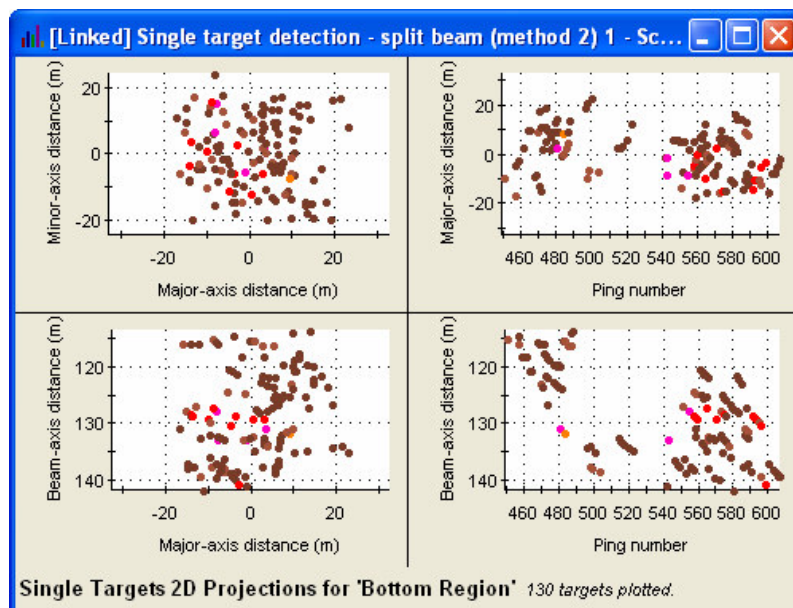 [Linked] Single target detection - split beam (method 2) 1 - Sc...
Minor-axis distance (m)
20
0
-20
-20 0 20
Major-axis distance (m)
Major-axis distance (m)
20
0
-20
460 480 500 520 540 560 580 600
Ping number
Beam-axis distance (m)
120
130
140
-20 0 20
Major-axis distance (m)
Beam-axis distance (m)
120
130
140
460 480 500 520 540 560 580 600
Ping number
Single Targets 2D Projections for 'Bottom Region' 130 targets plotted.